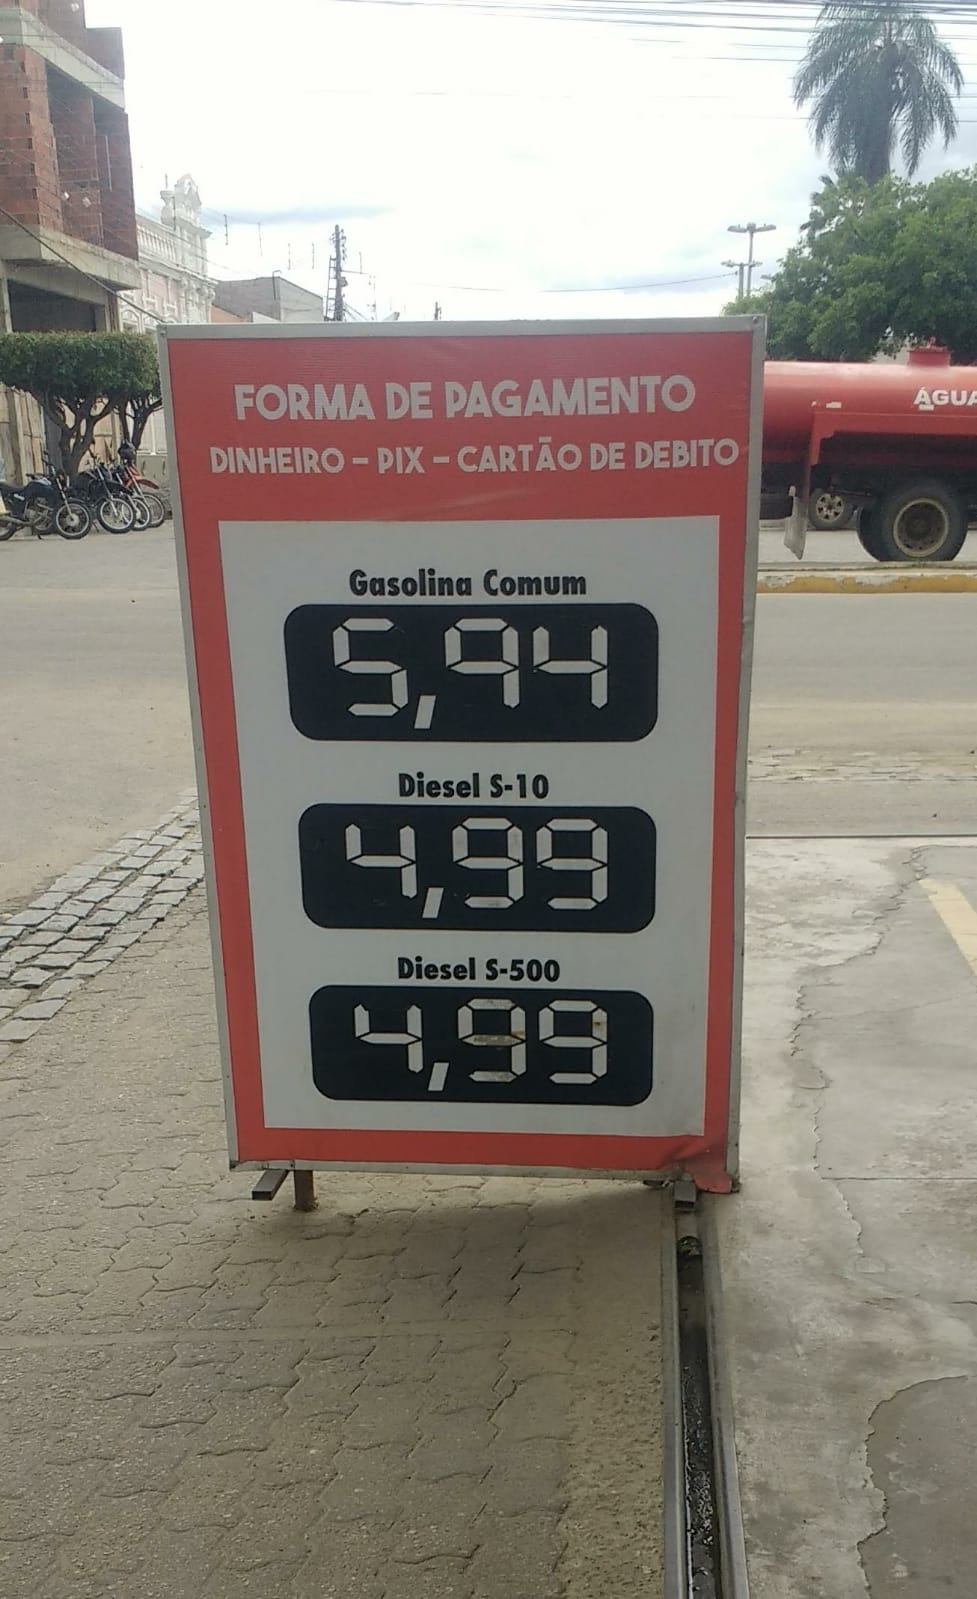 FORMA DE PAGAMENTO
DINHEIRO - PIX - CARTÃO DE DEBITO
Gasolina Comum
5,94
Diesel S-10
4,99
Diesel S-500
4,99
ÁGUA